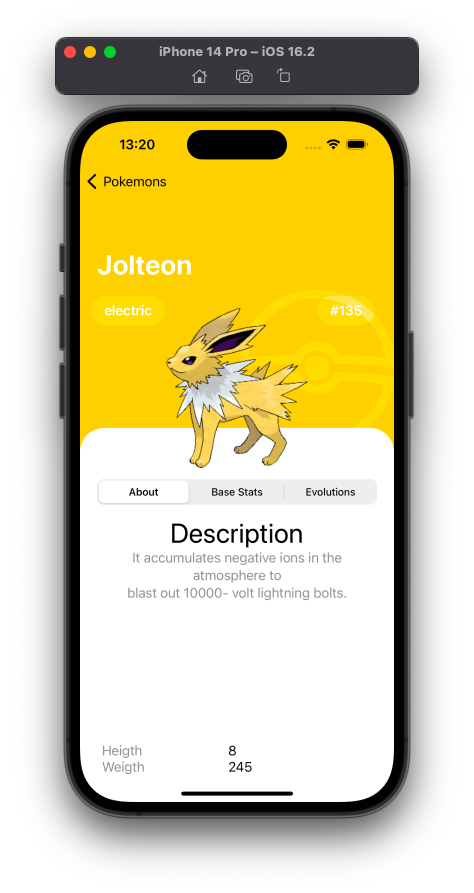 iPhone 14 Pro – iOS 16.2
13:20
Pokemons
Jolteon
electric
#135
About
Base Stats
Evolutions
Description
It accumulates negative ions in the
atmosphere to
blast out 10000- volt lightning bolts.
Heigth 8
Weigth 245